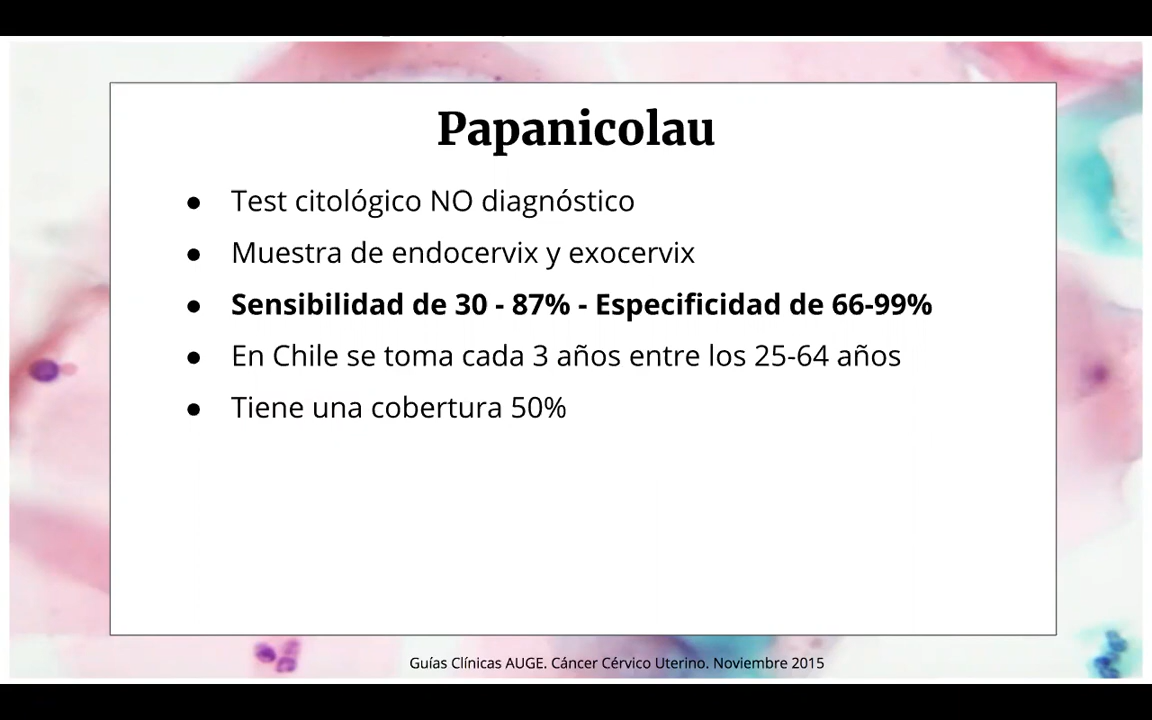 Papanicolau
● Test citológico NO diagnóstico
● Muestra de endocervix y exocervix
● Sensibilidad de 30 - 87% - Especificidad de 66-99%
● En Chile se toma cada 3 años entre los 25-64 años
● Tiene una cobertura 50%
Guías Clínicas AUGE. Cáncer Cérvico Uterino. Noviembre 2015